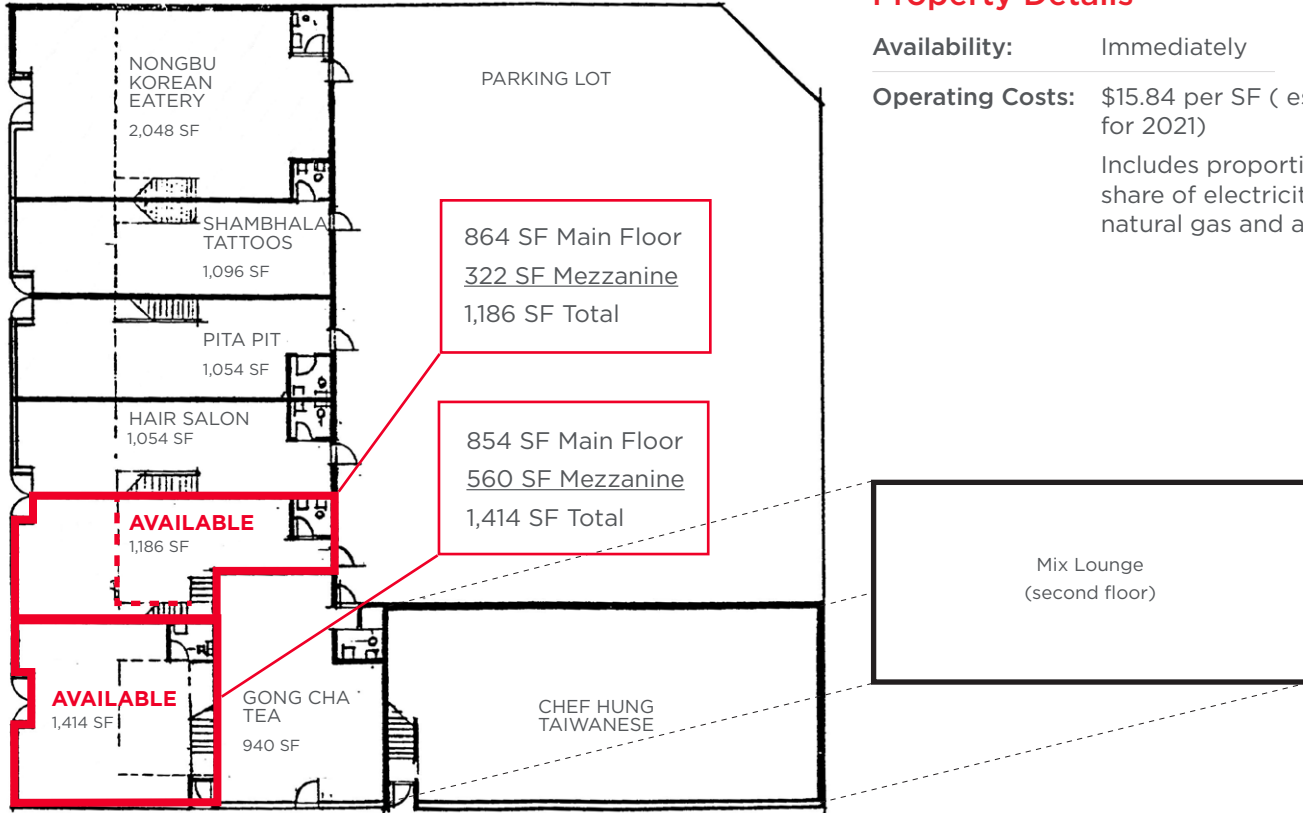 Property Details
Availability: Immediately
Operating Costs: $15.84 per SF ( es
for 2021)
Includes proporti
share of electricit
natural gas and a
NONGBU
KOREAN
EATERY
2,048 SF
PARKING LOT
SHAMBHALA
TATTOOS
1,096 SF
864 SF Main Floor
322 SF Mezzanine
1,186 SF Total
PITA PIT
1,054 SF
HAIR SALON
1,054 SF
854 SF Main Floor
560 SF Mezzanine
1,414 SF Total
AVAILABLE
1,186 SF
Mix Lounge
(second floor)
AVAILABLE
1,414 SF
GONG CHA
TEA
940 SF
CHEF HUNG
TAIWANESE